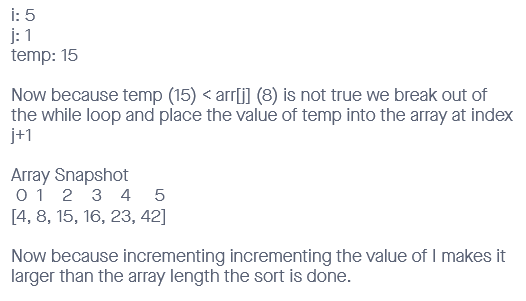 i: 5
j: 1
temp: 15
Now because temp (15) < arr[j] (8) is not true we break out of
the while loop and place the value of temp into the array at index
j+1
Array Snapshot
0 1 2 3 4 5
[4, 8, 15, 16, 23, 42]
Now because incrementing incrementing the value of I makes it
larger than the array length the sort is done.